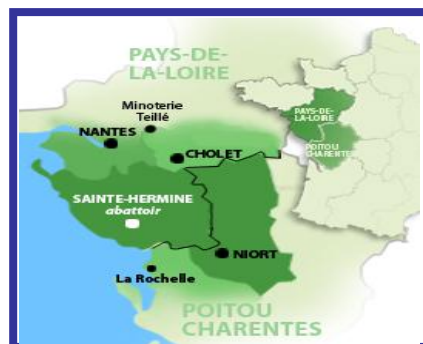 PAYS-DE-
LA-LOIRE
Minoterie
Teillé
NANTES
CHOLET
SAINTE-HERMINE
abattoir
NIORT
La Rochelle
POITOU
CHARENTES
PAYS-DE-
LA-LOIRE
POITOU
CHARENTES